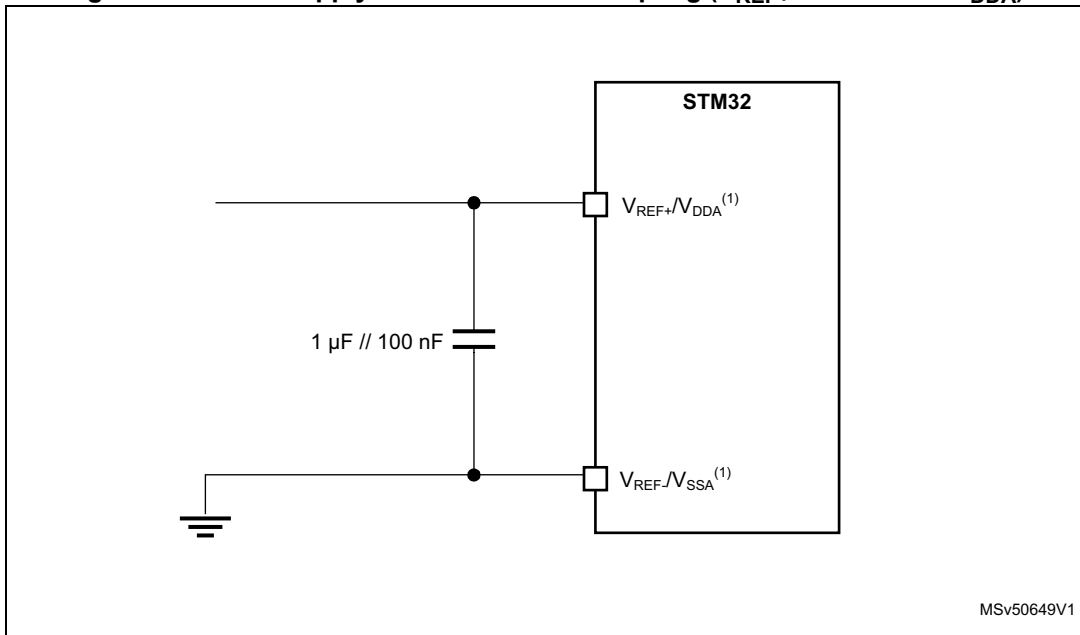 STM32
VREF+/VDDA(1)
1 µF // 100 nF
VREF-/VSSA(1)
MSv50649V1